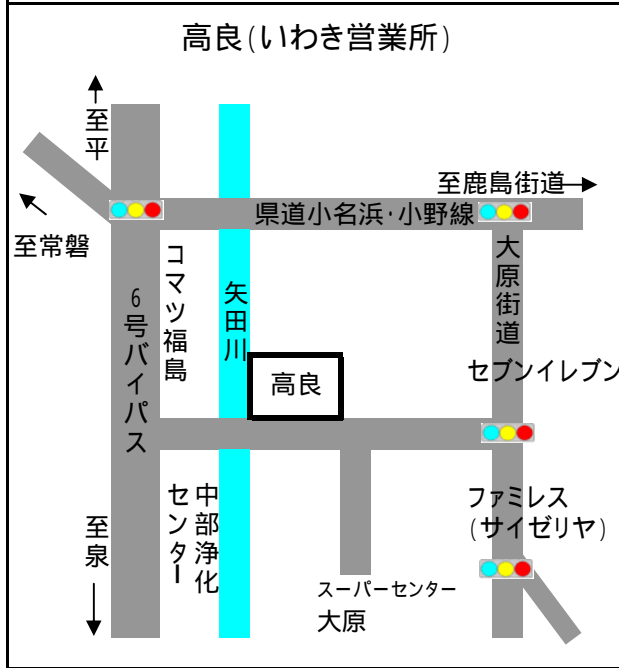 高良(いわき営業所)
至平
至鹿島街道
県道小名浜・小野線
至常磐
コマツ福島
矢田川
大原街道
6号バイパス
セブンイレブン
高良
中部浄化
センター
ファミレス
(サイゼリヤ)
至泉
スーパーセンター
大原